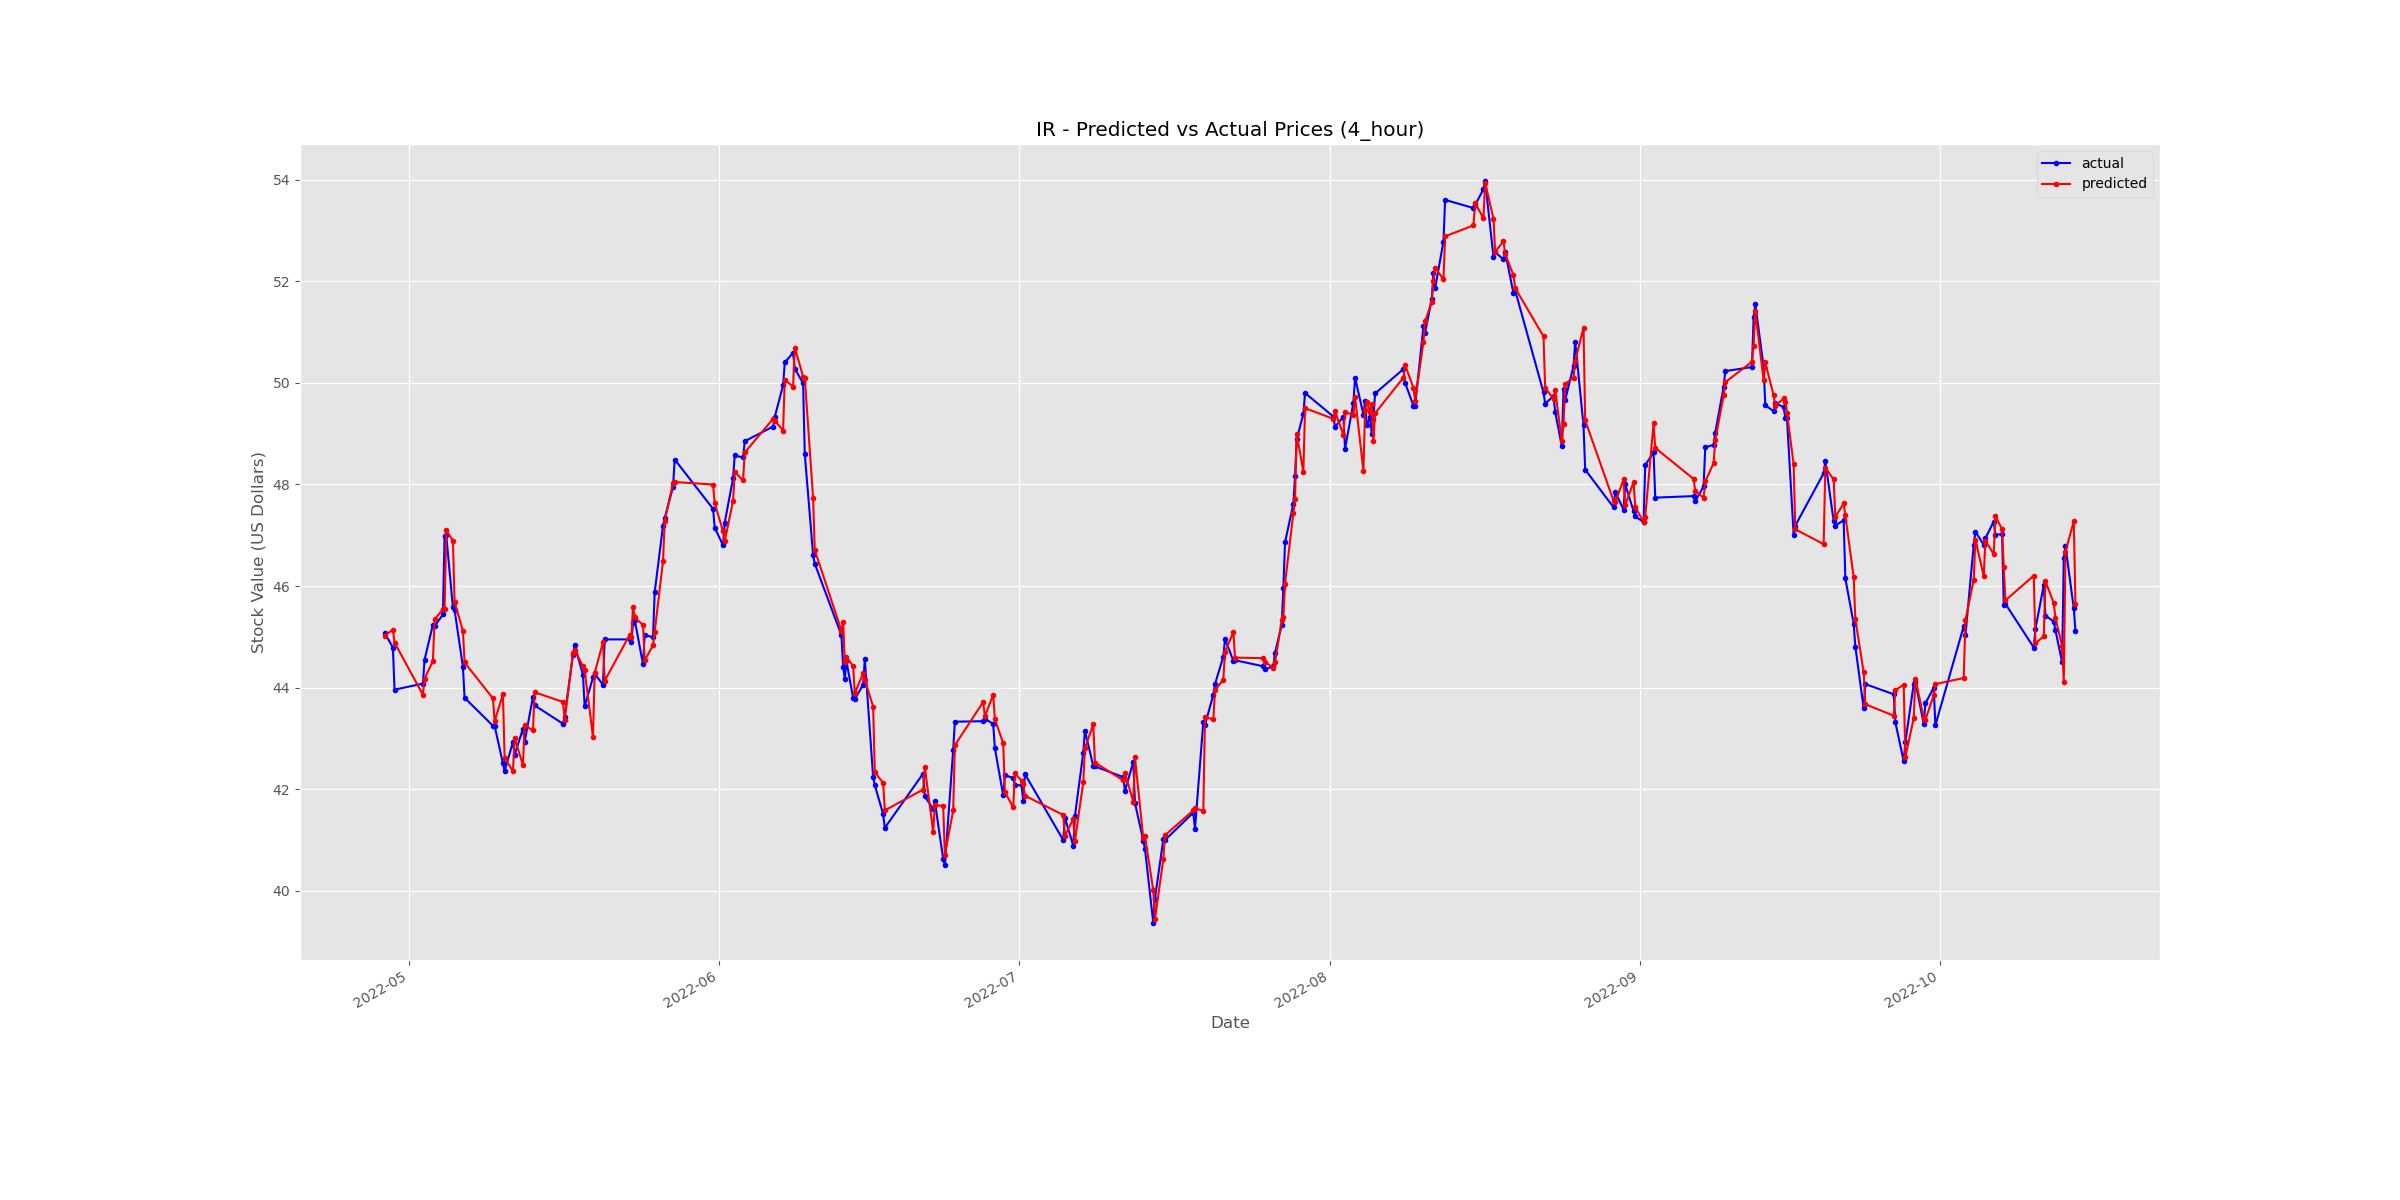 IR - Predicted vs Actual Prices (4_hour)
actual
predicted
Stock Value (US Dollars)
54
52
50
48
46
44
42
40
2022-05
2022-06
2022-07
2022-08
2022-09
2022-10
Date